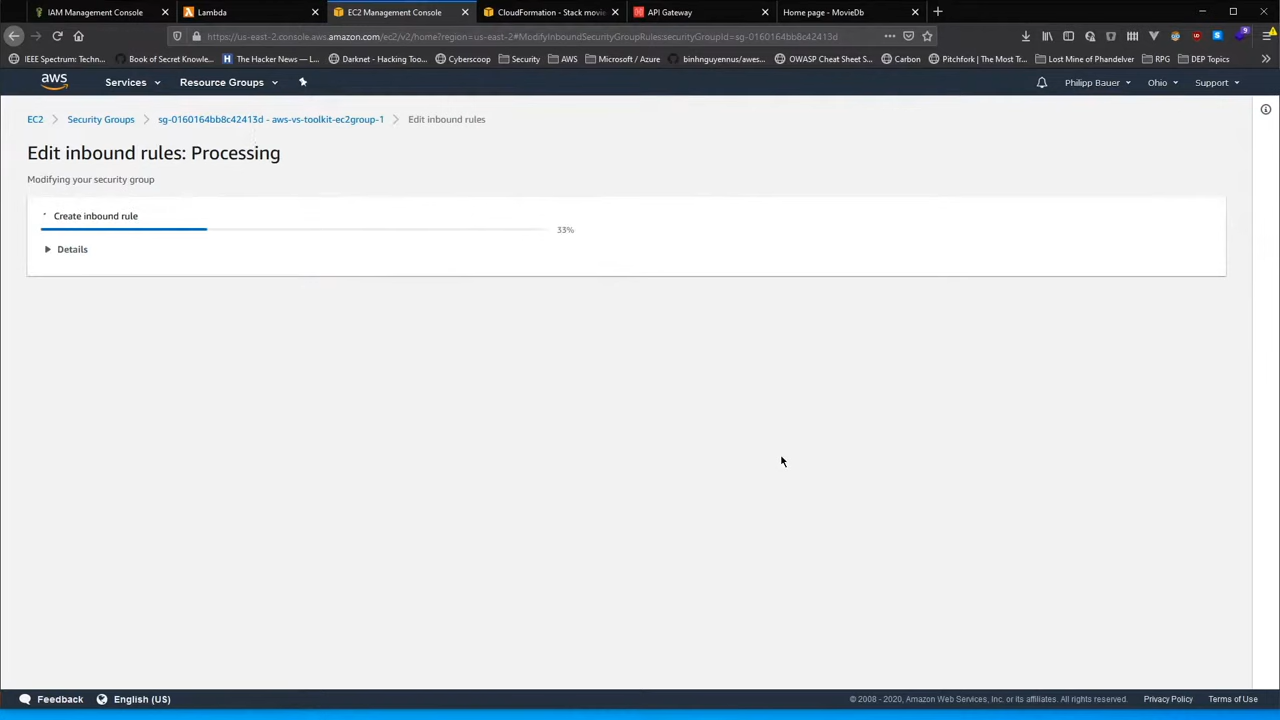 IAM Management Console
Lambda
EC2 Management Console
CloudFormation - Stack movie
API Gateway
Home page - MovieDb
https://us-east-2.console.aws.amazon.com/ec2/v2/home?region=us-east-2#ModifyInboundSecurityGroupRules:securityGroupId=sg-0160164bb8c42413d
9
IEEE Spectrum: Techn...
Book of Secret Knowle...
The Hacker News — L...
Darknet - Hacking Too...
Cyberscoop
Security
AWS
Microsoft / Azure
binhnguyennus/awes...
OWASP Cheat Sheet S...
Carbon
Pitchfork | The Most Tr...
Lost Mine of Phandelver
RPG
DEP Topics
aws
Services
Resource Groups
Philipp Bauer
Ohio
Support
EC2
Security Groups
sg-0160164bb8c42413d - aws-vs-toolkit-ec2group-1
Edit inbound rules
Edit inbound rules: Processing
Modifying your security group
Create inbound rule
33%
Details
Feedback
English (US)
© 2008 - 2020, Amazon Web Services, Inc. or its affiliates. All rights reserved.
Privacy Policy
Terms of Use